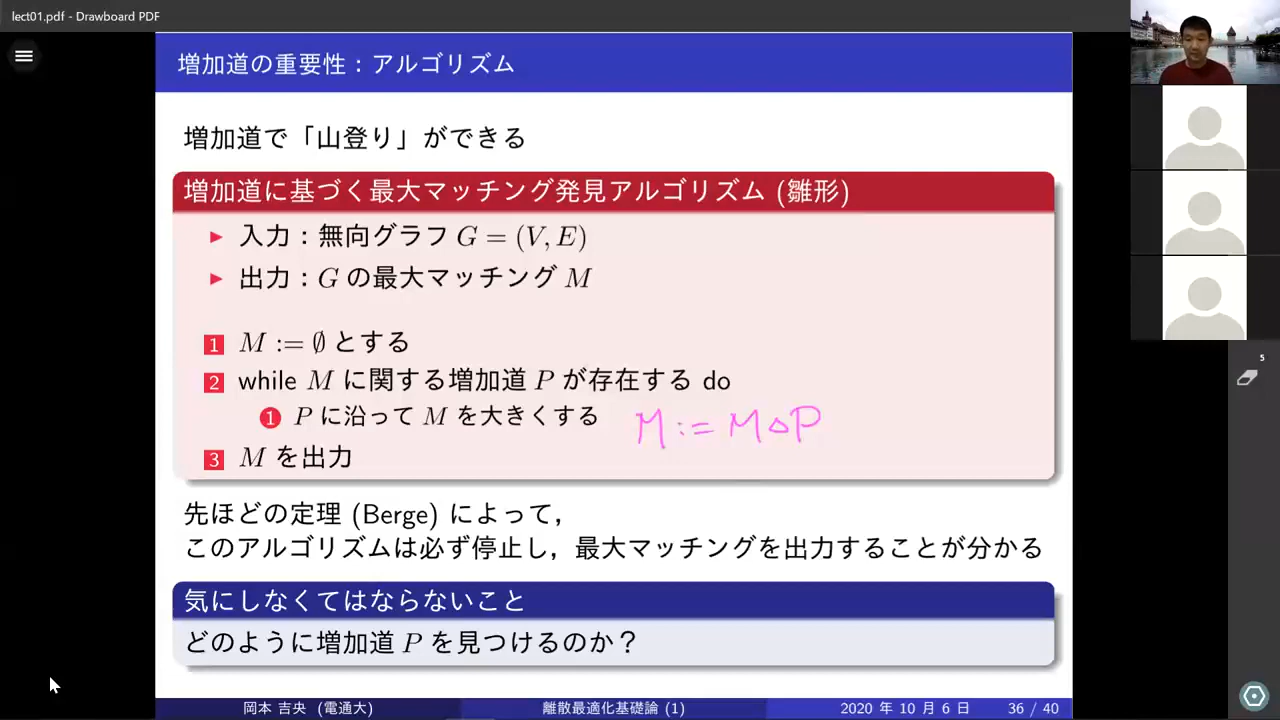 lect01.pdf - Drawboard PDF
増加道の重要性：アルゴリズム
増加道で「山登り」ができる
増加道に基づく最大マッチング発見アルゴリズム (雛形)
▶ 入力：無向グラフ G = (V, E)
▶ 出力：G の最大マッチング M
1 M := ∅ とする
2 while M に関する増加道 P が存在する do
1 P に沿って M を大きくする M := M △ P
3 M を出力
先ほどの定理 (Berge) によって，
このアルゴリズムは必ず停止し，最大マッチングを出力することが分かる
気にしなくてはならないこと
どのように増加道 P を見つけるのか？
岡本 吉央 (電通大) 離散最適化基礎論 (1) 2020 年 10 月 6 日 36 / 40
5